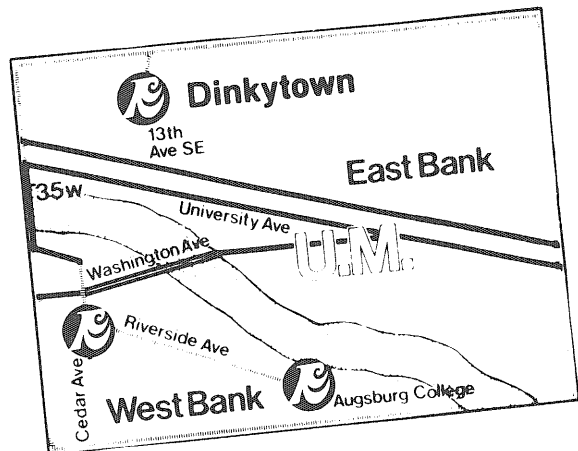 Dinkytown
13th
Ave SE
East Bank
35w
University Ave
U.M.
Washington Ave
Riverside Ave
Cedar Ave
West Bank
Augsburg College